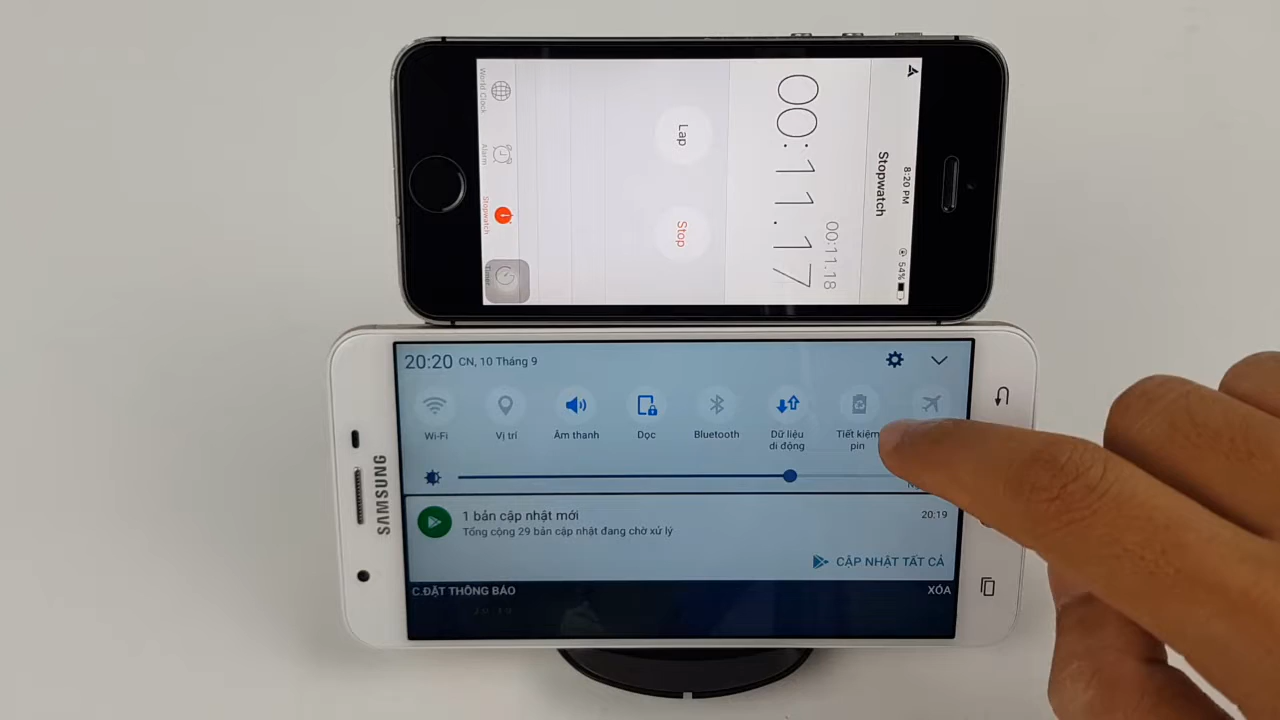 8:20 PM
54%
Stopwatch
00:11.18
00:11.17
Lap
Stop
World Clock
Alarm
Stopwatch
Timer
SAMSUNG
20:20 CN, 10 Tháng 9
Wi-Fi
Vị trí
Âm thanh
Dọc
Bluetooth
Dữ liệu
di động
Tiết kiệm
pin
1 bản cập nhật mới
20:19
Tổng cộng 29 bản cập nhật đang chờ xử lý
CẬP NHẬT TẤT CẢ
C.ĐẶT THÔNG BÁO
XÓA